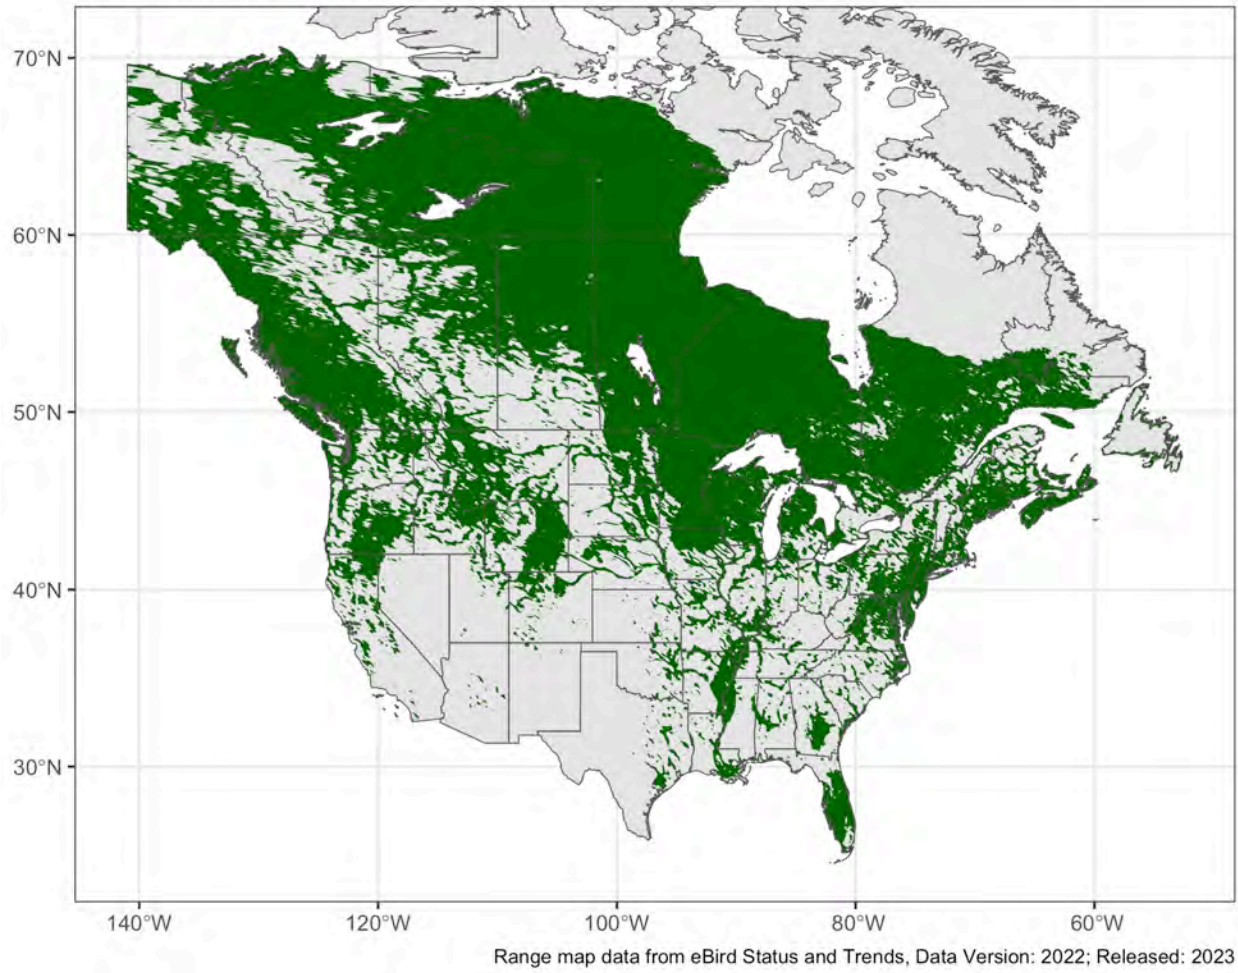 70°N
60°N
50°N
40°N
30°N
140°W 120°W 100°W 80°W 60°W
Range map data from eBird Status and Trends, Data Version: 2022; Released: 2023